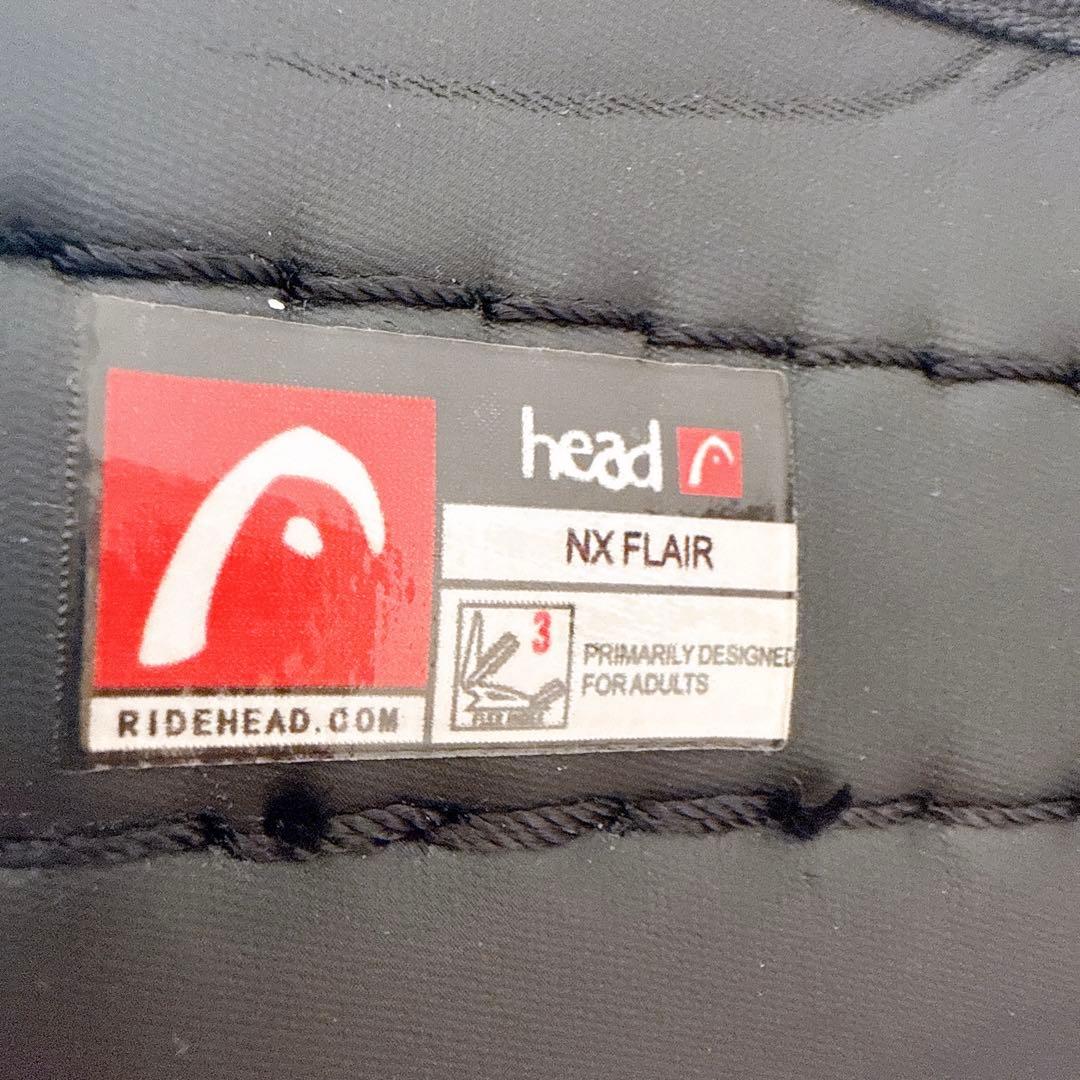 head
NX FLAIR
3
PRIMARILY DESIGNED
FOR ADULTS
RIDEHEAD.COM